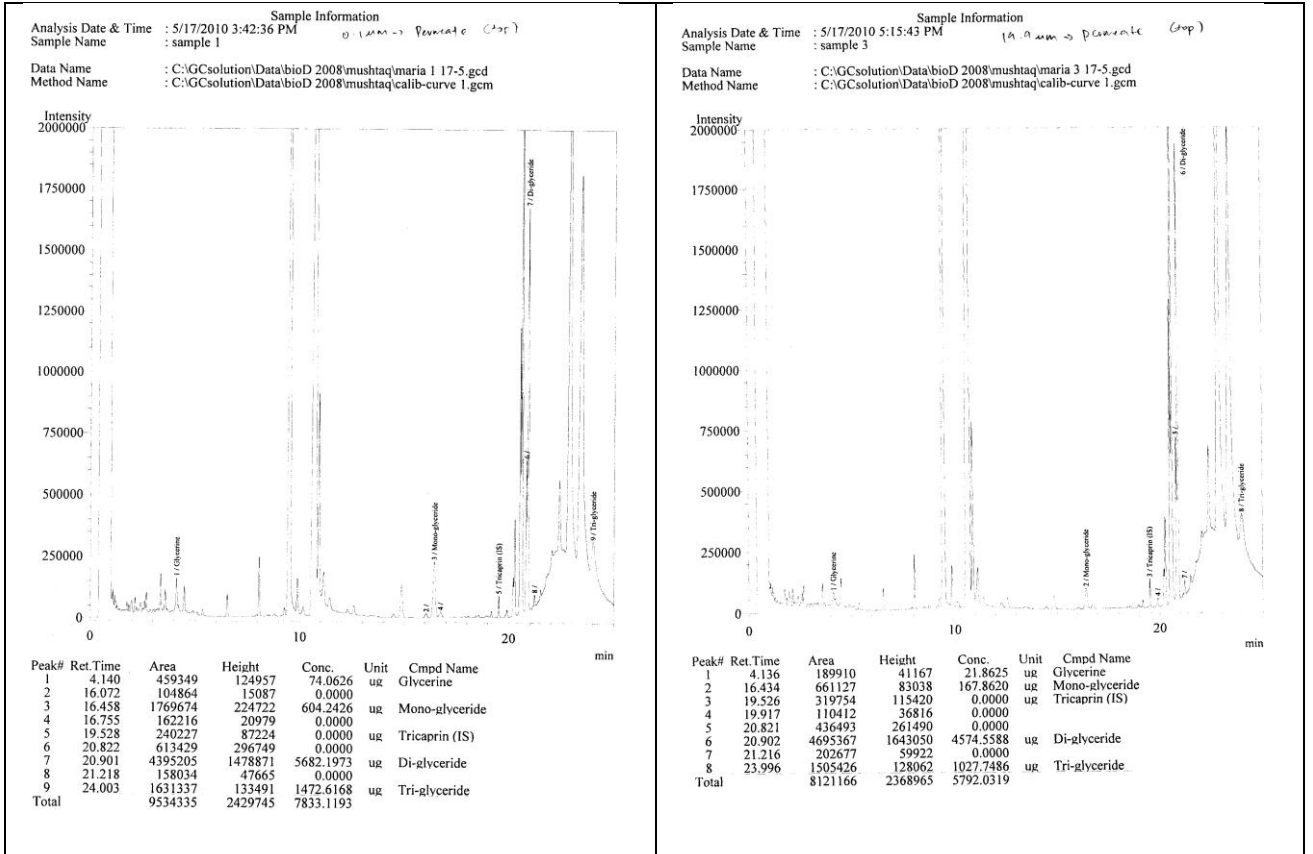 Sample Information
Analysis Date & Time : 5/17/2010 3:42:36 PM
0.1 µm → Permeate (top)
Sample Name : sample 1
Data Name : C:\GCsolution\Data\bioD 2008\mushtaq\maria 1 17-5.gcd
Method Name : C:\GCsolution\Data\bioD 2008\mushtaq\calib-curve 1.gcm
Intensity
2000000
1750000
1500000
1250000
1000000
750000
500000
250000
0
7 / Di-glyceride
6 /
1 / Glycerine
2 /
3 / Mono-glyceride
4 /
5 / Tricaprin (IS)
8 /
9 / Tri-glyceride
0 10 20
min
Peak# Ret.Time Area Height Conc. Unit Cmpd Name
1 4.140 459349 124957 74.0626 ug Glycerine
2 16.072 104864 15087 0.0000
3 16.458 1769674 224722 604.2426 ug Mono-glyceride
4 16.755 162216 20979 0.0000
5 19.528 240227 87224 0.0000 ug Tricaprin (IS)
6 20.822 613429 296749 0.0000
7 20.901 4395205 1478871 5682.1973 ug Di-glyceride
8 21.218 158034 47665 0.0000
9 24.003 1631337 133491 1472.6168 ug Tri-glyceride
Total 9534335 2429745 7833.1193
Sample Information
Analysis Date & Time : 5/17/2010 5:15:43 PM
19.9 µm → permeate (top)
Sample Name : sample 3
Data Name : C:\GCsolution\Data\bioD 2008\mushtaq\maria 3 17-5.gcd
Method Name : C:\GCsolution\Data\bioD 2008\mushtaq\calib-curve 1.gcm
Intensity
2000000
1750000
1500000
1250000
1000000
750000
500000
250000
0
6 / Di-glyceride
5 /
1 / Glycerine
2 / Mono-glyceride
3 / Tricaprin (IS)
4 /
7 /
8 / Tri-glyceride
0 10 20
min
Peak# Ret.Time Area Height Conc. Unit Cmpd Name
1 4.136 189910 41167 21.8625 ug Glycerine
2 16.434 661127 83038 167.8620 ug Mono-glyceride
3 19.526 319754 115420 0.0000 ug Tricaprin (IS)
4 19.917 110412 36816 0.0000
5 20.821 436493 261490 0.0000
6 20.902 4695367 1643050 4574.5588 ug Di-glyceride
7 21.216 202677 59922 0.0000
8 23.996 1505426 128062 1027.7486 ug Tri-glyceride
Total 8121166 2368965 5792.0319